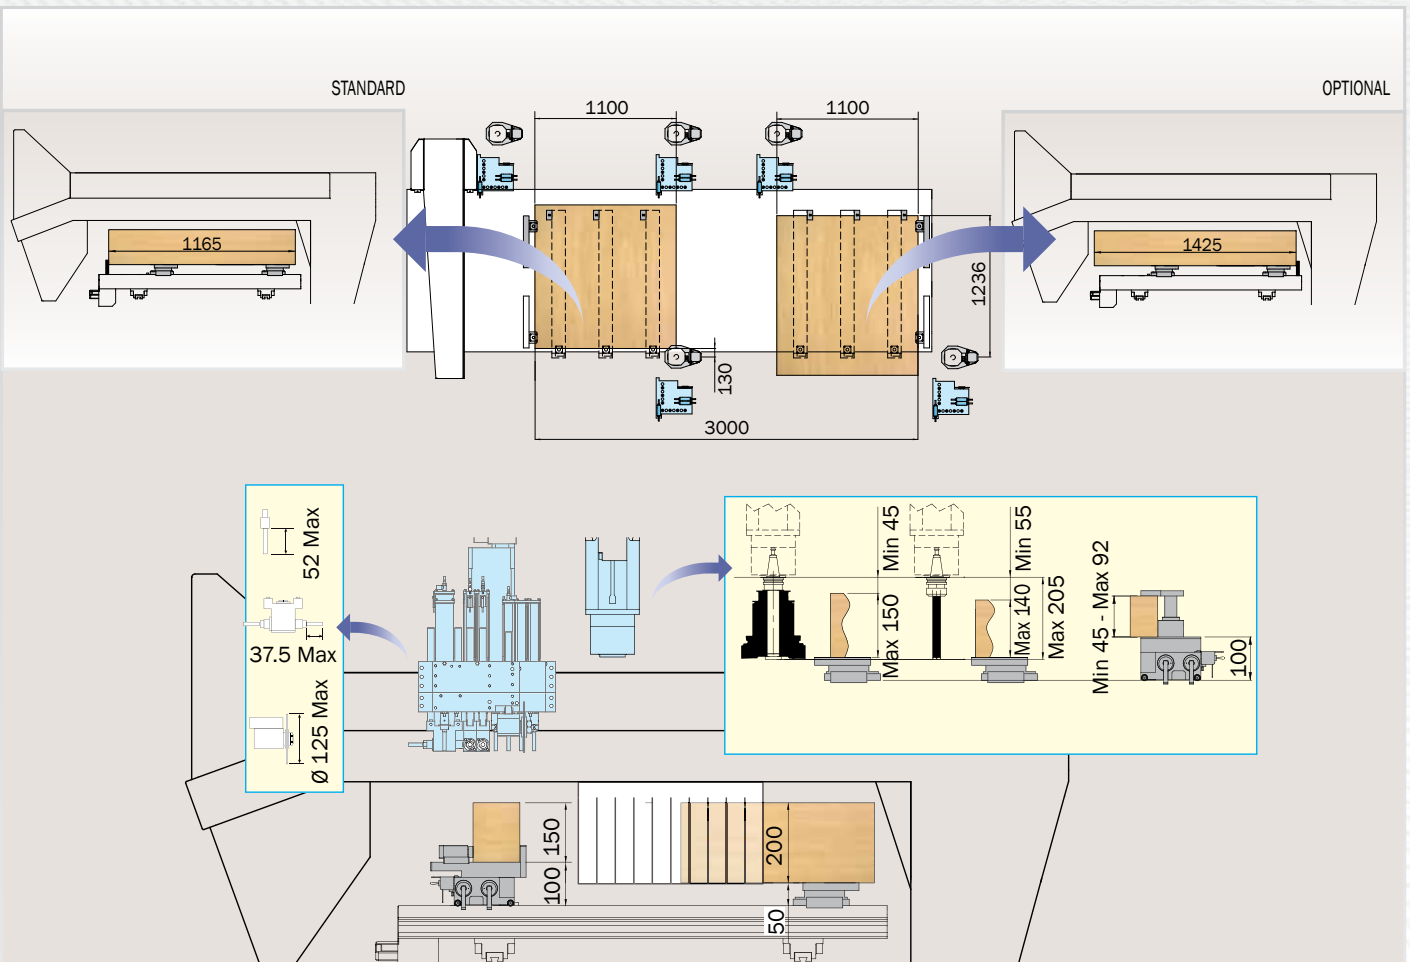 STANDARD
OPTIONAL
1100
1100
1165
1425
1236
130
3000
52 Max
37.5 Max
Ø 125 Max
Min 45
Max 150
Min 55
Max 140
Max 205
Min 45 - Max 92
100
150
100
200
50